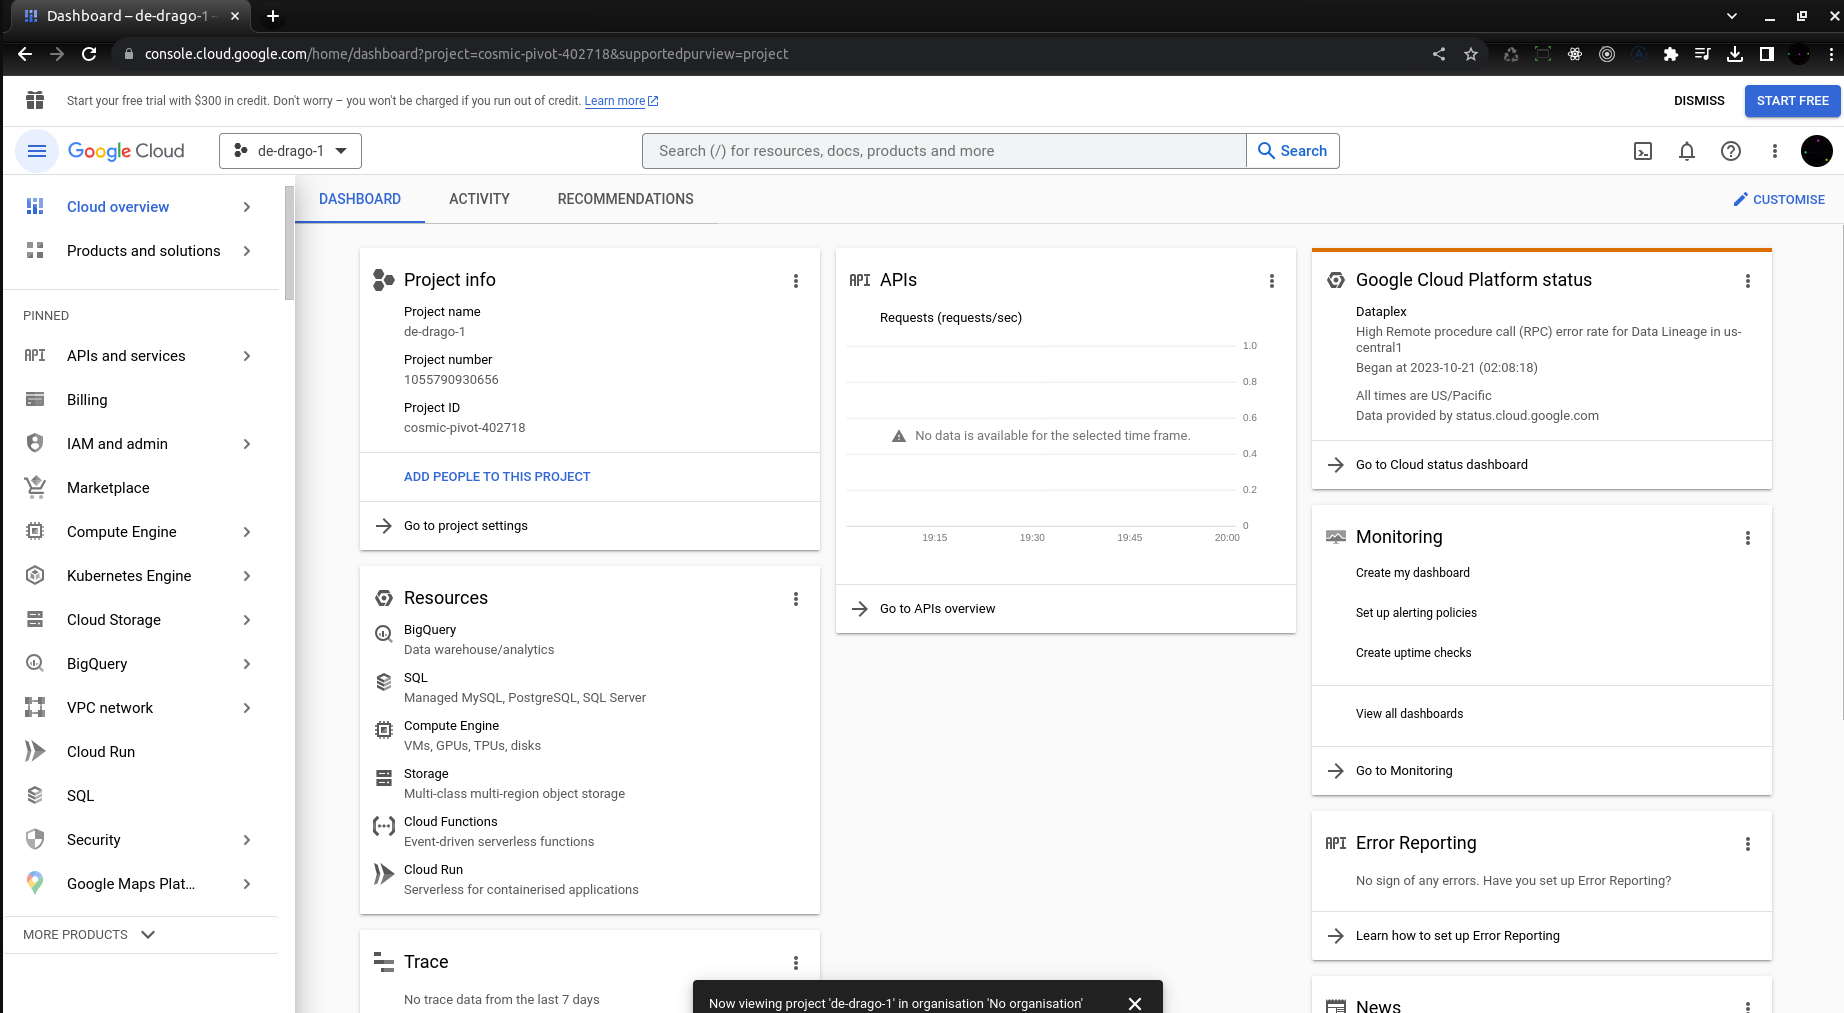 Dashboard – de-drago-1 –
console.cloud.google.com/home/dashboard?project=cosmic-pivot-402718&supportedpurview=project
Start your free trial with $300 in credit. Don't worry – you won't be charged if you run out of credit. Learn more
DISMISS
START FREE
Google Cloud
de-drago-1
Search (/) for resources, docs, products and more
Search
Cloud overview
Products and solutions
PINNED
APIs and services
Billing
IAM and admin
Marketplace
Compute Engine
Kubernetes Engine
Cloud Storage
BigQuery
VPC network
Cloud Run
SQL
Security
Google Maps Plat...
MORE PRODUCTS
DASHBOARD
ACTIVITY
RECOMMENDATIONS
CUSTOMISE
Project info
Project name
de-drago-1
Project number
1055790930656
Project ID
cosmic-pivot-402718
ADD PEOPLE TO THIS PROJECT
Go to project settings
Resources
BigQuery
Data warehouse/analytics
SQL
Managed MySQL, PostgreSQL, SQL Server
Compute Engine
VMs, GPUs, TPUs, disks
Storage
Multi-class multi-region object storage
Cloud Functions
Event-driven serverless functions
Cloud Run
Serverless for containerised applications
Trace
No trace data from the last 7 days
API APIs
Requests (requests/sec)
1.0
0.8
0.6
No data is available for the selected time frame.
0.4
0.2
0
19:15 19:30 19:45 20:00
Go to APIs overview
Google Cloud Platform status
Dataplex
High Remote procedure call (RPC) error rate for Data Lineage in us-
central1
Began at 2023-10-21 (02:08:18)
All times are US/Pacific
Data provided by status.cloud.google.com
Go to Cloud status dashboard
Monitoring
Create my dashboard
Set up alerting policies
Create uptime checks
View all dashboards
Go to Monitoring
API Error Reporting
No sign of any errors. Have you set up Error Reporting?
Learn how to set up Error Reporting
News
Now viewing project 'de-drago-1' in organisation 'No organisation'